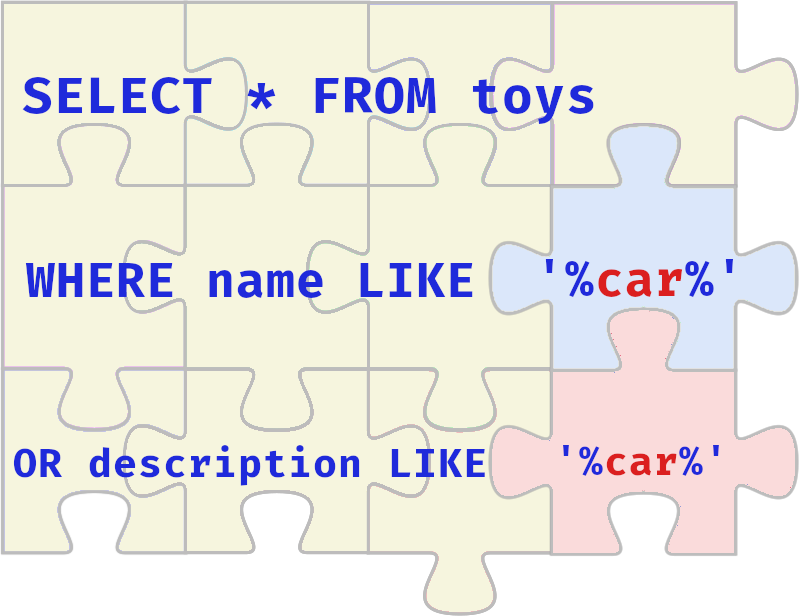 SELECT * FROM toys
WHERE name LIKE '%car%'
OR description LIKE '%car%'